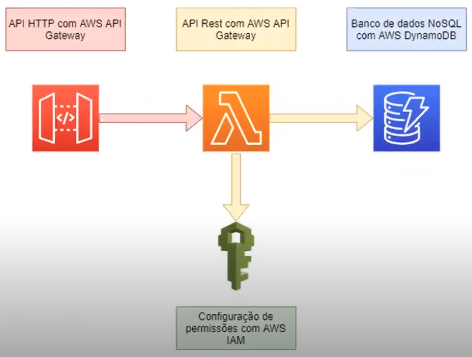 API HTTP com AWS API
Gateway
API Rest com AWS API
Gateway
Banco de dados NoSQL
com AWS DynamoDB
</>
Configuração de
permissões com AWS
IAM